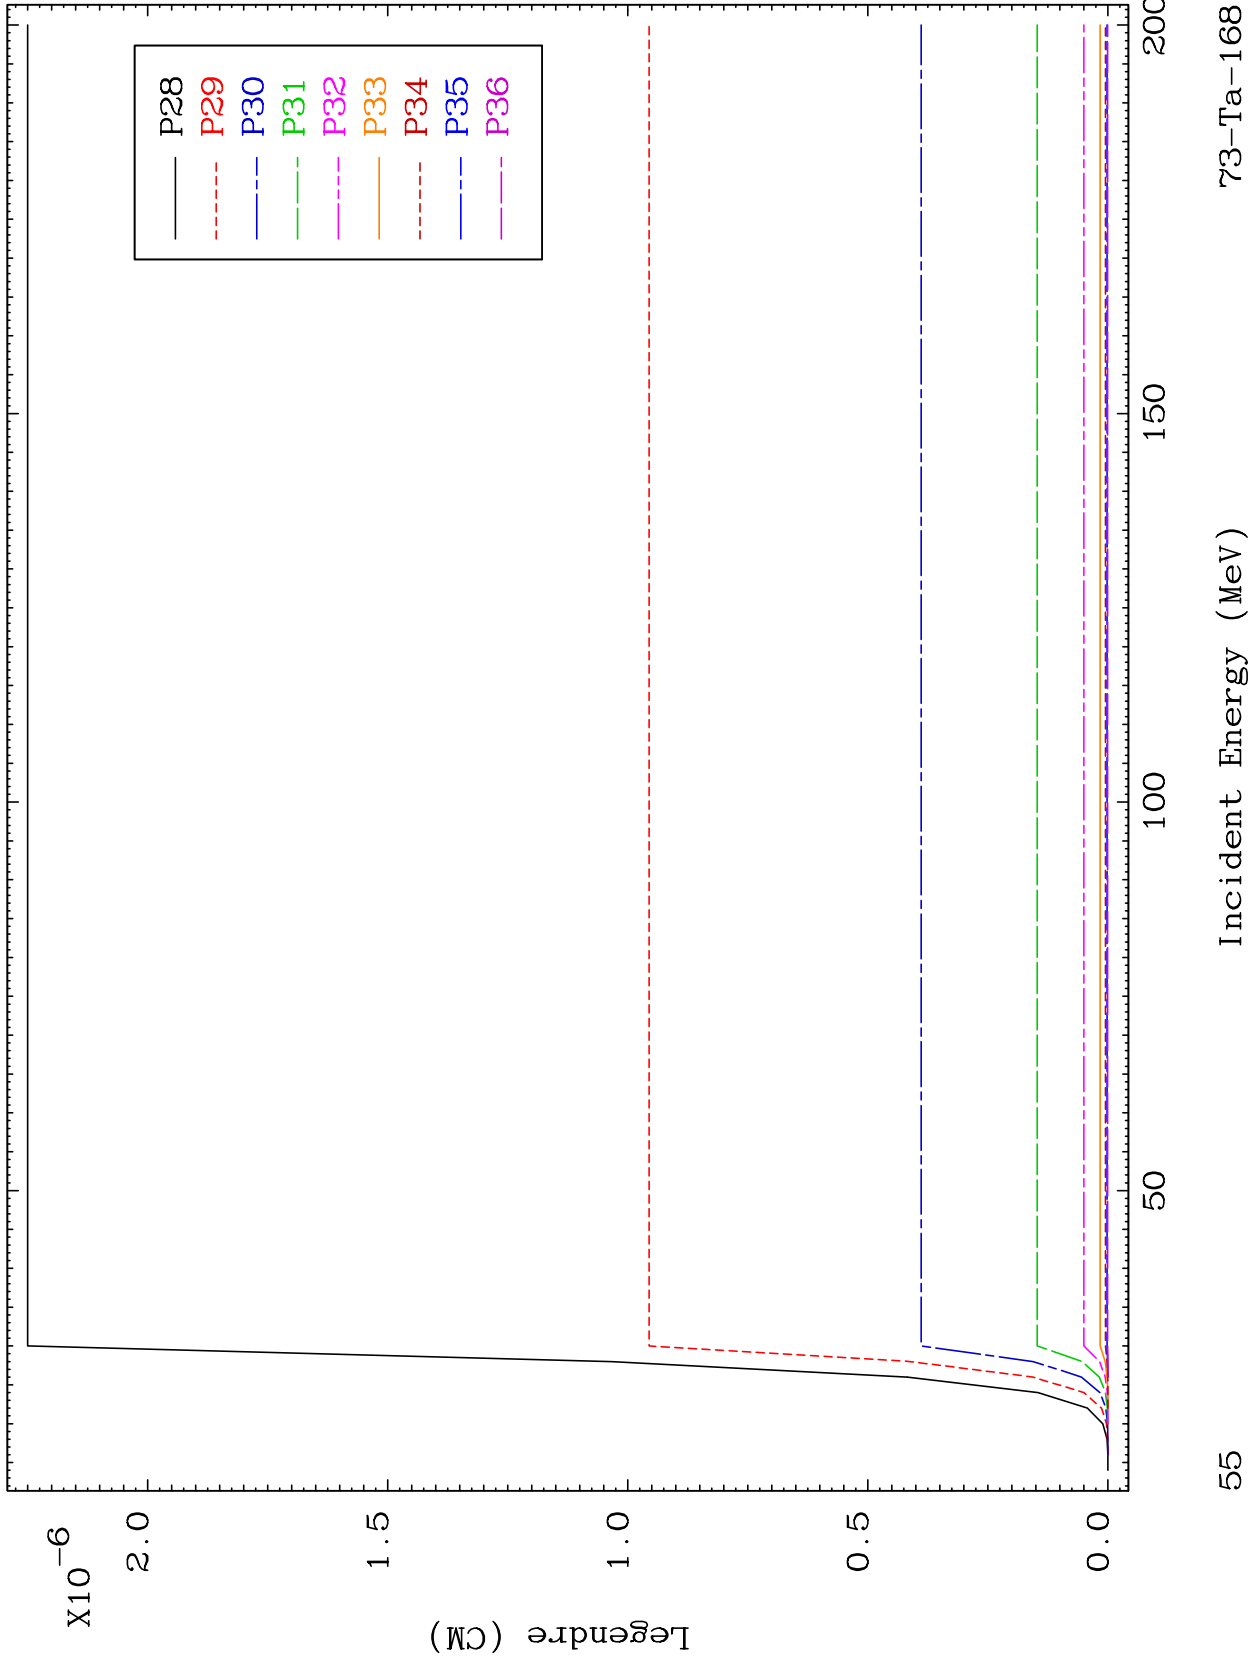 X10-6
2.0
1.5
1.0
0.5
0.0
Legendre (CM)
P28
P29
P30
P31
P32
P33
P34
P35
P36
50
100
150
200
Incident Energy (MeV)
55
73-Ta-168